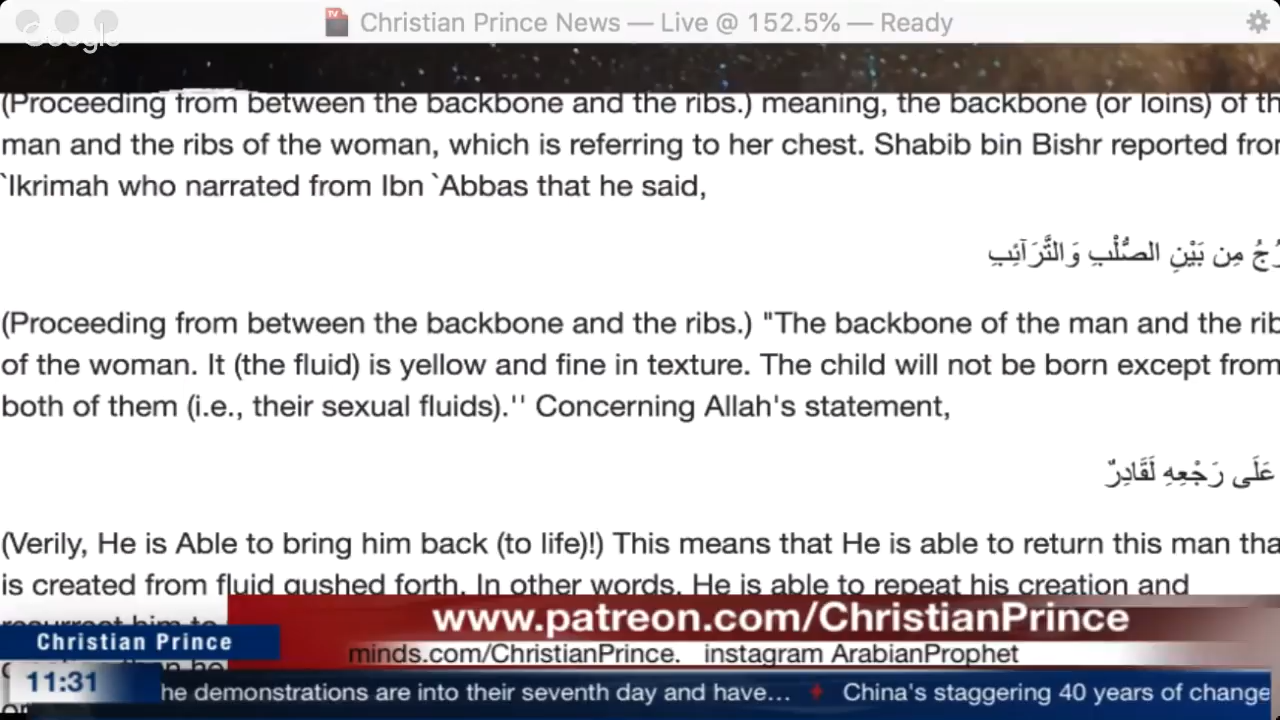 Christian Prince News — Live @ 152.5% — Ready
Google
(Proceeding from between the backbone and the ribs.) meaning, the backbone (or loins) of th
man and the ribs of the woman, which is referring to her chest. Shabib bin Bishr reported from
`Ikrimah who narrated from Ibn `Abbas that he said,
مِن بَيْنِ الصُّلْبِ وَالتَّرَآئِبِ
(Proceeding from between the backbone and the ribs.) "The backbone of the man and the rib
of the woman. It (the fluid) is yellow and fine in texture. The child will not be born except from
both of them (i.e., their sexual fluids).'' Concerning Allah's statement,
عَلَى رَجْعِهِ لَقَادِرٌ
(Verily, He is Able to bring him back (to life)!) This means that He is able to return this man tha
is created from fluid gushed forth. In other words, He is able to repeat his creation and
www.patreon.com/ChristianPrince
Christian Prince
minds.com/ChristianPrince. instagram ArabianProphet
11:31
he demonstrations are into their seventh day and have... China's staggering 40 years of change